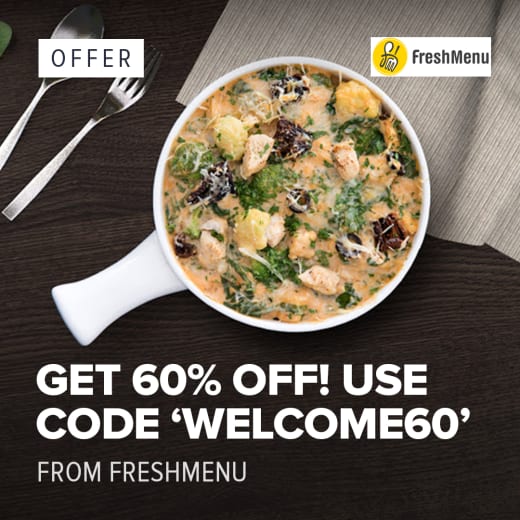 OFFER
FreshMenu
GET 60% OFF! USE
CODE ‘WELCOME60’
FROM FRESHMENU